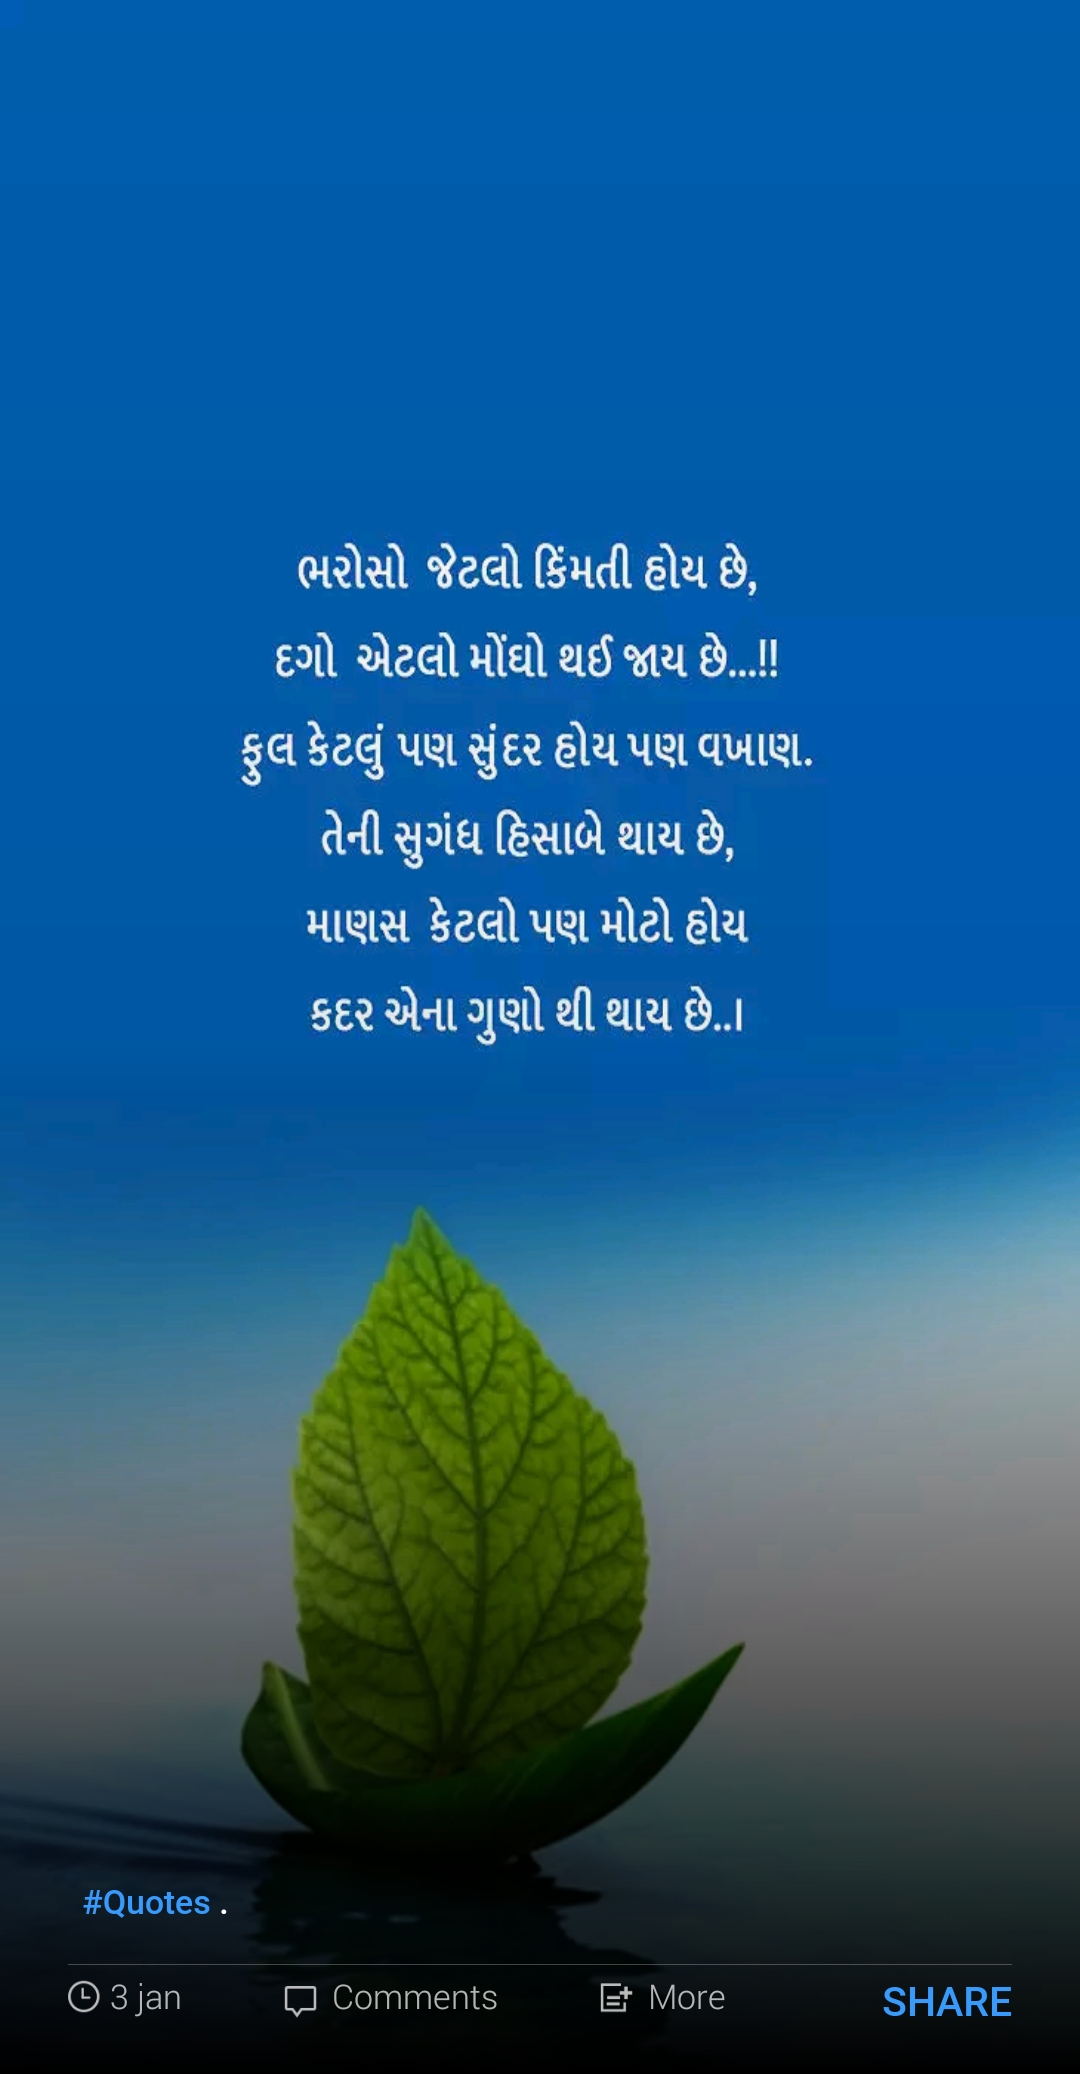 ભરોસો જેટલો કિંમતી હોય છે,
દગો એટલો મોંઘો થઈ જાય છે...!!
ફુલ કેટલું પણ સુંદર હોય પણ વખાણ.
તેની સુગંધ હિસાબે થાય છે,
માણસ કેટલો પણ મોટો હોય
કદર એના ગુણો થી થાય છે..।
#Quotes .
3 jan Comments More SHARE